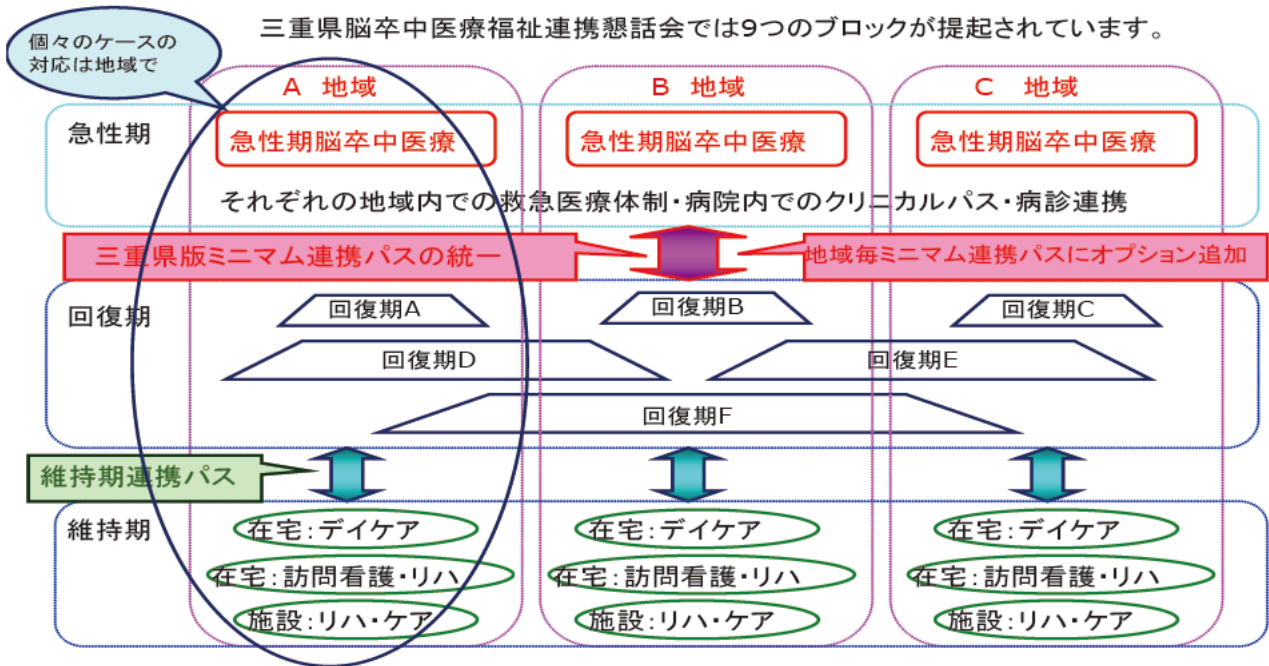 三重県脳卒中医療福祉連携懇話会では9つのブロックが提起されています。
個々のケースの
対応は地域で
A 地域
B 地域
C 地域
急性期
急性期脳卒中医療
急性期脳卒中医療
急性期脳卒中医療
それぞれの地域内での救急医療体制・病院内でのクリニカルパス・病診連携
三重県版ミニマム連携パスの統一
地域毎ミニマム連携パスにオプション追加
回復期
回復期A
回復期B
回復期C
回復期D
回復期E
回復期F
維持期連携パス
維持期
在宅:デイケア
在宅:デイケア
在宅:デイケア
在宅:訪問看護・リハ
在宅:訪問看護・リハ
在宅:訪問看護・リハ
施設:リハ・ケア
施設:リハ・ケア
施設:リハ・ケア